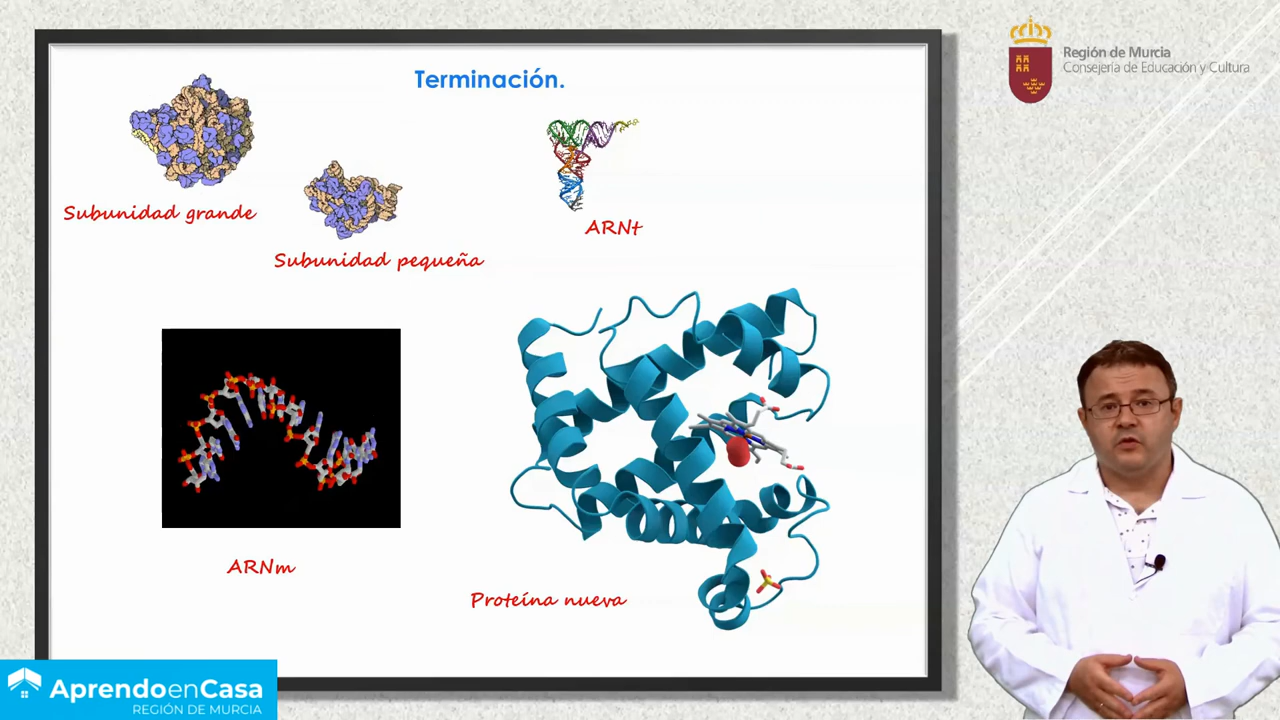 Terminación.
Región de Murcia
Consejería de Educación y Cultura
Subunidad grande
ARNt
Subunidad pequeña
ARNm
Proteína nueva
AprendoenCasa
REGIÓN DE MURCIA